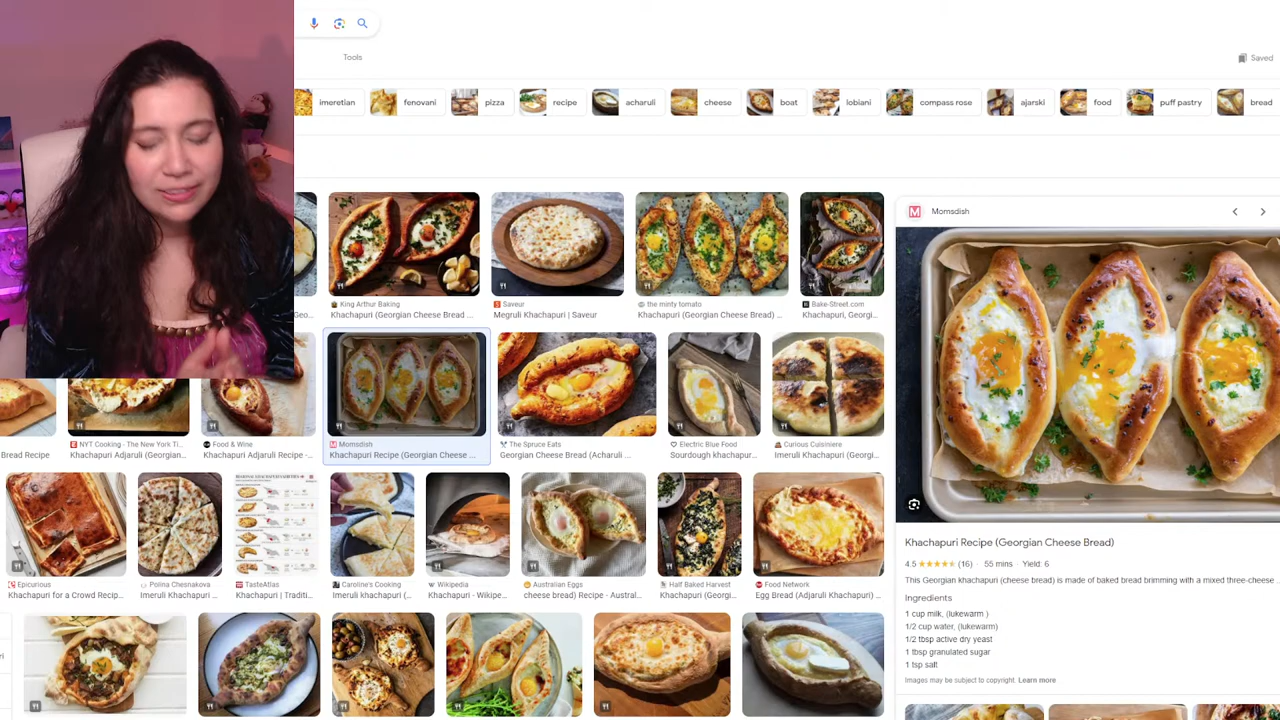 Tools
Saved
imeretian
fenovani
pizza
recipe
acharuli
cheese
boat
lobiani
compass rose
ajarski
food
puff pastry
bread
Momsdish
King Arthur Baking
Khachapuri (Georgian Cheese Bread ...
Saveur
Megruli Khachapuri | Saveur
the minty tomato
Khachapuri (Georgian Cheese Bread) ...
Bake-Street.com
Khachapuri, Georgi...
Geo...
Bread Recipe
NYT Cooking - The New York Ti...
Khachapuri Adjaruli (Georgian...
Food & Wine
Khachapuri Adjaruli Recipe -...
Momsdish
Khachapuri Recipe (Georgian Cheese ...
The Spruce Eats
Georgian Cheese Bread (Acharuli ...
Electric Blue Food
Sourdough khachapur...
Curious Cuisiniere
Imeruli Khachapuri (Georgi...
Epicurious
Khachapuri for a Crowd Recip...
Polina Chesnakova
Imeruli Khachapuri ...
TasteAtlas
Khachapuri | Traditi...
Caroline's Cooking
Imeruli khachapuri (...
Wikipedia
Khachapuri - Wikipe...
Australian Eggs
cheese bread) Recipe - Austral...
Half Baked Harvest
Khachapuri (Georgi...
Food Network
Egg Bread (Adjaruli Khachapuri) ...
Khachapuri Recipe (Georgian Cheese Bread)
4.5 ★★★★★ (16) · 55 mins · Yield: 6
This Georgian khachapuri (cheese bread) is made of baked bread brimming with a mixed three-cheese ...
Ingredients
1 cup milk, (lukewarm )
1/2 cup water, (lukewarm)
1/2 tbsp active dry yeast
1 tbsp granulated sugar
1 tsp salt
Images may be subject to copyright. Learn more